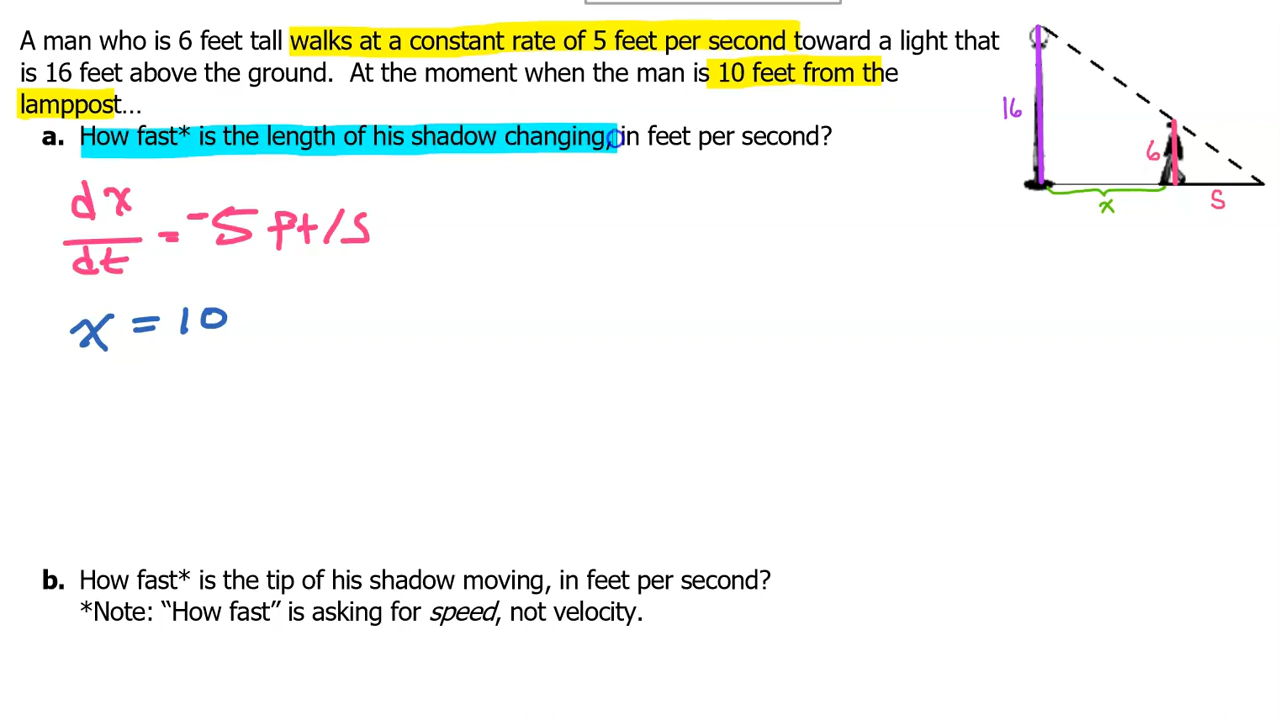 A man who is 6 feet tall walks at a constant rate of 5 feet per second toward a light that
is 16 feet above the ground. At the moment when the man is 10 feet from the
lamppost...
a. How fast* is the length of his shadow changing, in feet per second?
16
6
x
S
dx
dt
= -5 ft/s
x = 10
b. How fast* is the tip of his shadow moving, in feet per second?
*Note: “How fast” is asking for speed, not velocity.